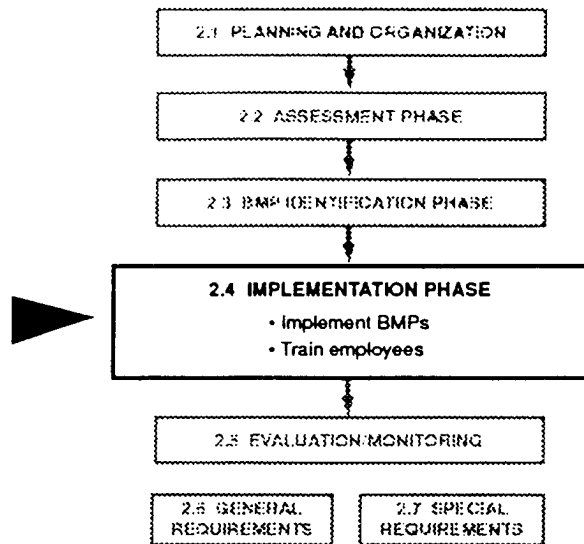 2.1 PLANNING AND ORGANIZATION
2.2 ASSESSMENT PHASE
2.3 BMP IDENTIFICATION PHASE
2.4 IMPLEMENTATION PHASE
• Implement BMPs
• Train employees
2.5 EVALUATION/MONITORING
2.6 GENERAL REQUIREMENTS
2.7 SPECIAL REQUIREMENTS